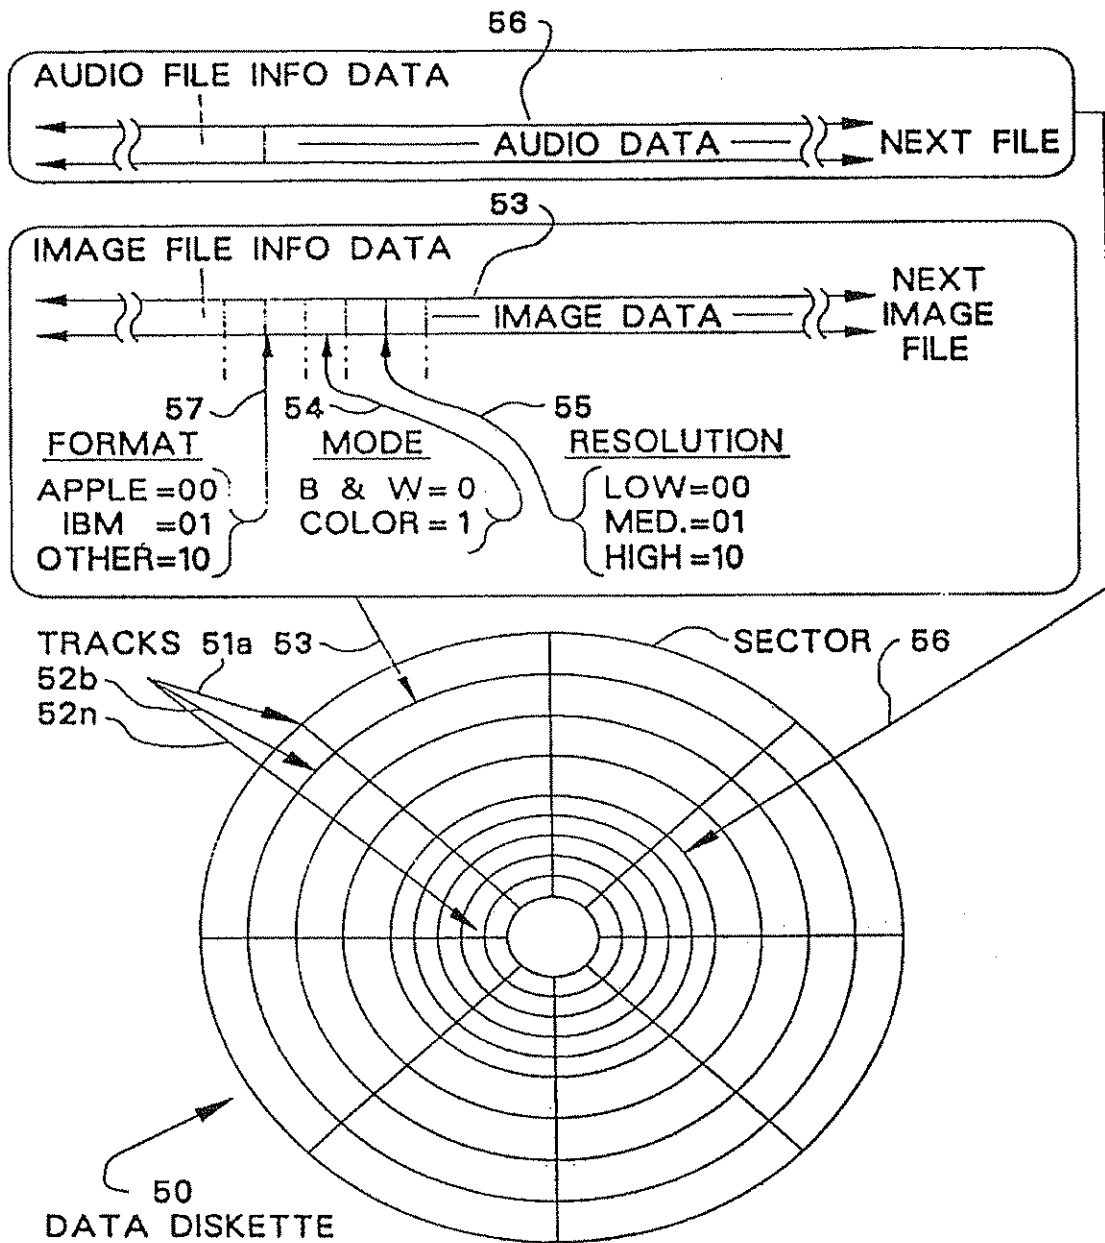 56
AUDIO FILE INFO DATA
AUDIO DATA
NEXT FILE
53
IMAGE FILE INFO DATA
IMAGE DATA
NEXT
IMAGE
FILE
57
54
55
FORMAT
APPLE=00
IBM =01
OTHER=10
MODE
B & W=0
COLOR=1
RESOLUTION
LOW=00
MED.=01
HIGH=10
TRACKS 51a 53
52b
52n
SECTOR 56
50
DATA DISKETTE